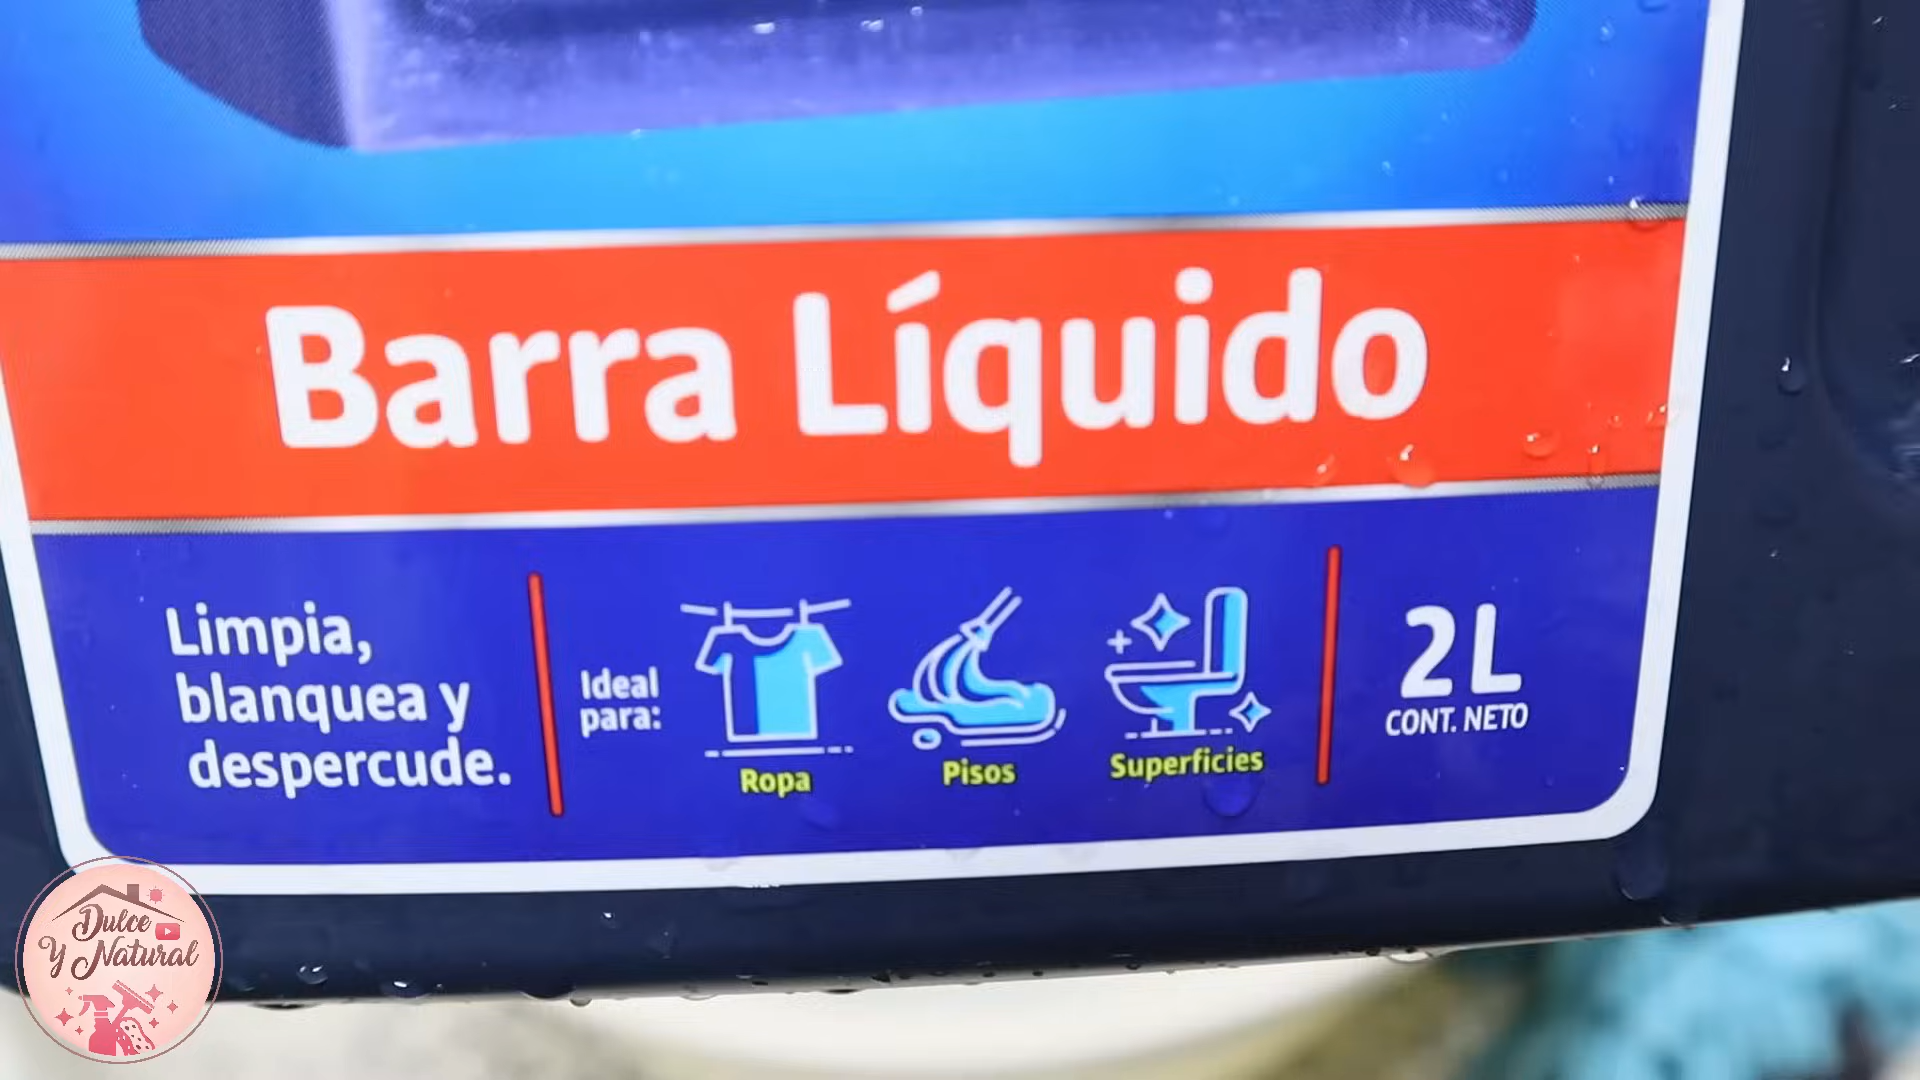 Barra Líquido
Limpia,
blanquea y
despercude.
Ideal
para:
Ropa
Pisos
Superficies
2L
CONT. NETO
Dulce
Y Natural